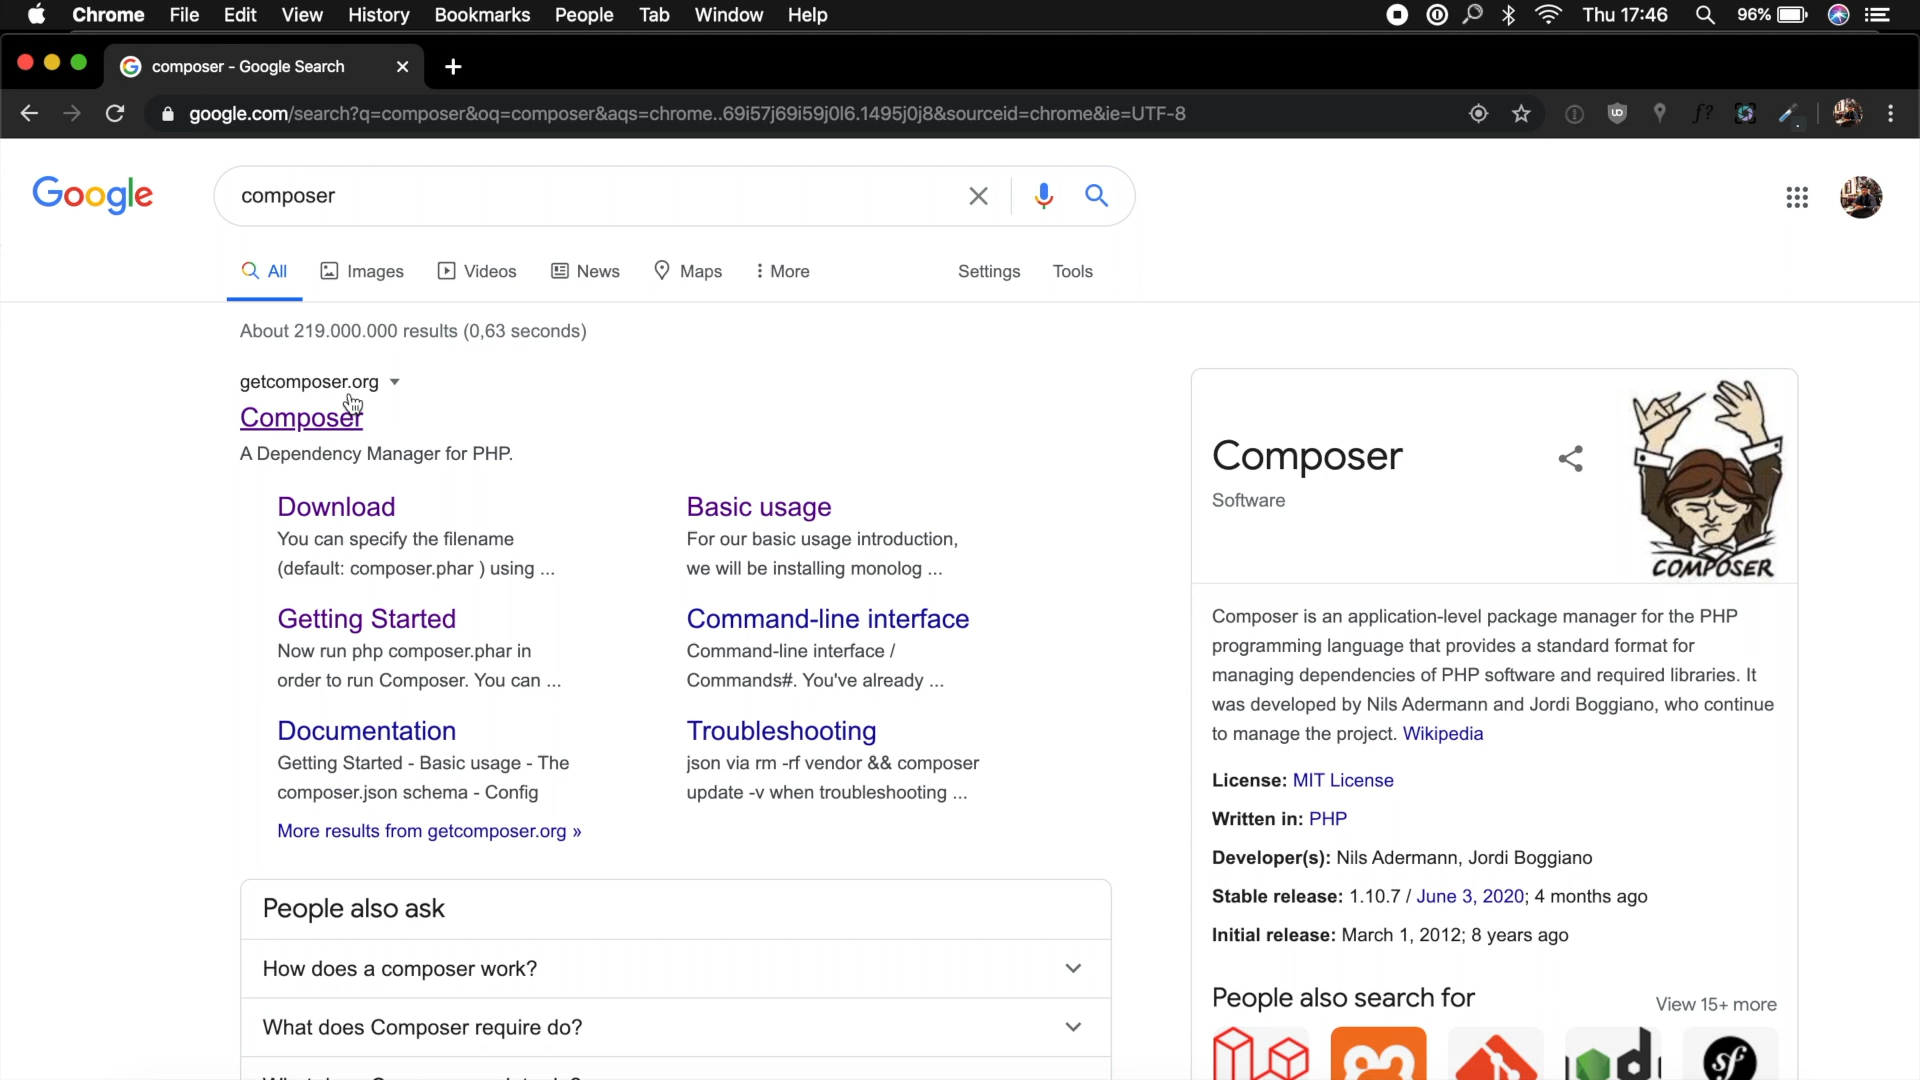 Chrome File Edit View History Bookmarks People Tab Window Help Thu 17:46 96%
composer - Google Search
google.com/search?q=composer&oq=composer&aqs=chrome..69i57j69i59j0l6.1495j0j8&sourceid=chrome&ie=UTF-8
Google composer
All Images Videos News Maps More Settings Tools
About 219.000.000 results (0,63 seconds)
getcomposer.org
Composer
A Dependency Manager for PHP.
Download
You can specify the filename
(default: composer.phar ) using ...
Basic usage
For our basic usage introduction,
we will be installing monolog ...
Getting Started
Now run php composer.phar in
order to run Composer. You can ...
Command-line interface
Command-line interface /
Commands#. You've already ...
Documentation
Getting Started - Basic usage - The
composer.json schema - Config
Troubleshooting
json via rm -rf vendor && composer
update -v when troubleshooting ...
More results from getcomposer.org »
People also ask
How does a composer work?
What does Composer require do?
Composer
Software
COMPOSER
Composer is an application-level package manager for the PHP
programming language that provides a standard format for
managing dependencies of PHP software and required libraries. It
was developed by Nils Adermann and Jordi Boggiano, who continue
to manage the project. Wikipedia
License: MIT License
Written in: PHP
Developer(s): Nils Adermann, Jordi Boggiano
Stable release: 1.10.7 / June 3, 2020; 4 months ago
Initial release: March 1, 2012; 8 years ago
People also search for
View 15+ more